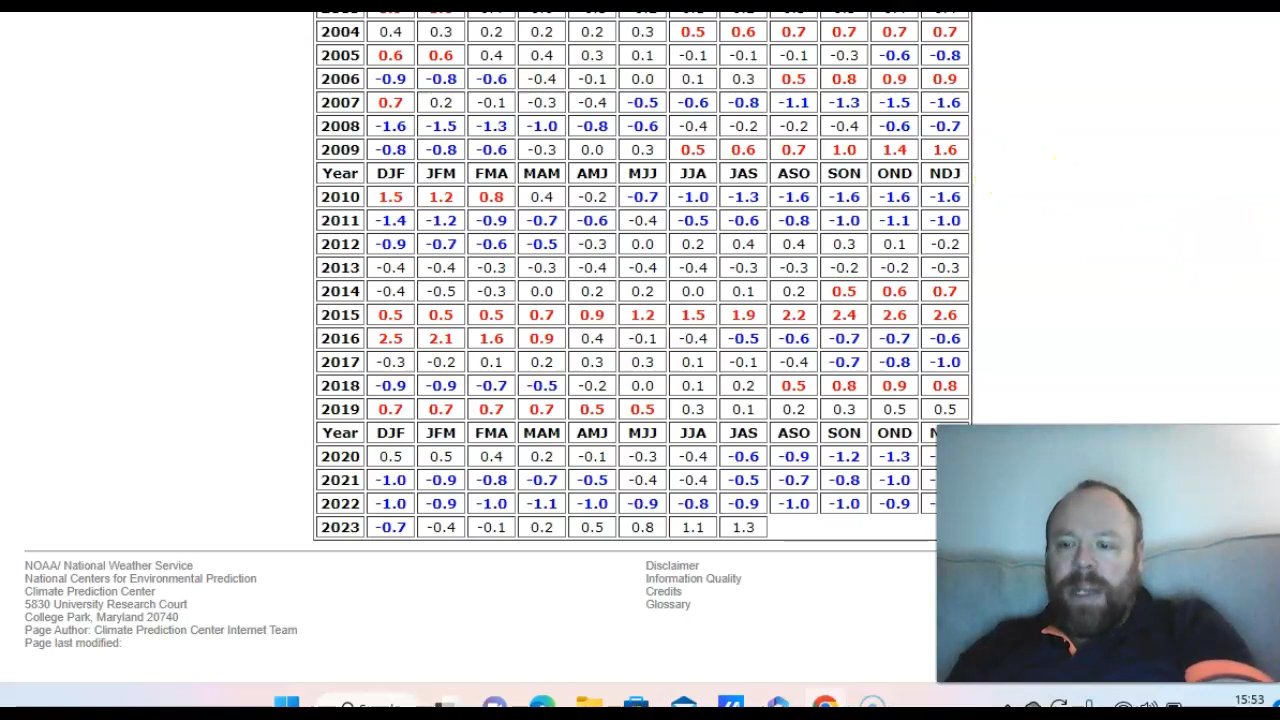 2004 0.4 0.3 0.2 0.2 0.2 0.3 0.5 0.6 0.7 0.7 0.7 0.7
2005 0.6 0.6 0.4 0.4 0.3 0.1 -0.1 -0.1 -0.1 -0.3 -0.6 -0.8
2006 -0.9 -0.8 -0.6 -0.4 -0.1 0.0 0.1 0.3 0.5 0.8 0.9 0.9
2007 0.7 0.2 -0.1 -0.3 -0.4 -0.5 -0.6 -0.8 -1.1 -1.3 -1.5 -1.6
2008 -1.6 -1.5 -1.3 -1.0 -0.8 -0.6 -0.4 -0.2 -0.2 -0.4 -0.6 -0.7
2009 -0.8 -0.8 -0.6 -0.3 0.0 0.3 0.5 0.6 0.7 1.0 1.4 1.6
Year DJF JFM FMA MAM AMJ MJJ JJA JAS ASO SON OND NDJ
2010 1.5 1.2 0.8 0.4 -0.2 -0.7 -1.0 -1.3 -1.6 -1.6 -1.6 -1.6
2011 -1.4 -1.2 -0.9 -0.7 -0.6 -0.4 -0.5 -0.6 -0.8 -1.0 -1.1 -1.0
2012 -0.9 -0.7 -0.6 -0.5 -0.3 0.0 0.2 0.4 0.4 0.3 0.1 -0.2
2013 -0.4 -0.4 -0.3 -0.3 -0.4 -0.4 -0.4 -0.3 -0.3 -0.2 -0.2 -0.3
2014 -0.4 -0.5 -0.3 0.0 0.2 0.2 0.0 0.1 0.2 0.5 0.6 0.7
2015 0.5 0.5 0.5 0.7 0.9 1.2 1.5 1.9 2.2 2.4 2.6 2.6
2016 2.5 2.1 1.6 0.9 0.4 -0.1 -0.4 -0.5 -0.6 -0.7 -0.7 -0.6
2017 -0.3 -0.2 0.1 0.2 0.3 0.3 0.1 -0.1 -0.4 -0.7 -0.8 -1.0
2018 -0.9 -0.9 -0.7 -0.5 -0.2 0.0 0.1 0.2 0.5 0.8 0.9 0.8
2019 0.7 0.7 0.7 0.7 0.5 0.5 0.3 0.1 0.2 0.3 0.5 0.5
Year DJF JFM FMA MAM AMJ MJJ JJA JAS ASO SON OND
2020 0.5 0.5 0.4 0.2 -0.1 -0.3 -0.4 -0.6 -0.9 -1.2 -1.3
2021 -1.0 -0.9 -0.8 -0.7 -0.5 -0.4 -0.4 -0.5 -0.7 -0.8 -1.0
2022 -1.0 -0.9 -1.0 -1.1 -1.0 -0.9 -0.8 -0.9 -1.0 -1.0 -0.9
2023 -0.7 -0.4 -0.1 0.2 0.5 0.8 1.1 1.3
NOAA/ National Weather Service
National Centers for Environmental Prediction
Climate Prediction Center
5830 University Research Court
College Park, Maryland 20740
Page Author: Climate Prediction Center Internet Team
Page last modified:
Disclaimer
Information Quality
Credits
Glossary
15:53